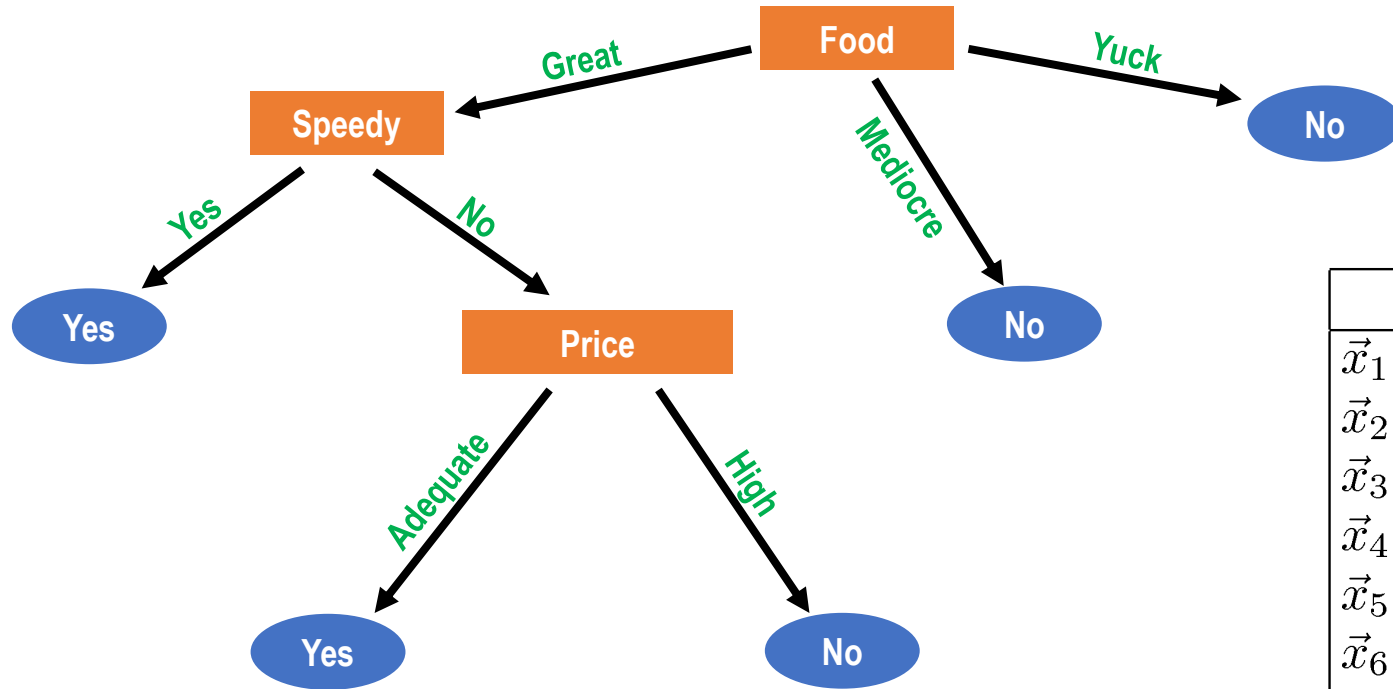 Food
Great
Yuck
Speedy
No
Mediocre
Yes
No
Yes
Price
No
Adequate
High
Yes
No
x⃗₁
x⃗₂
x⃗₃
x⃗₄
x⃗₅
x⃗₆